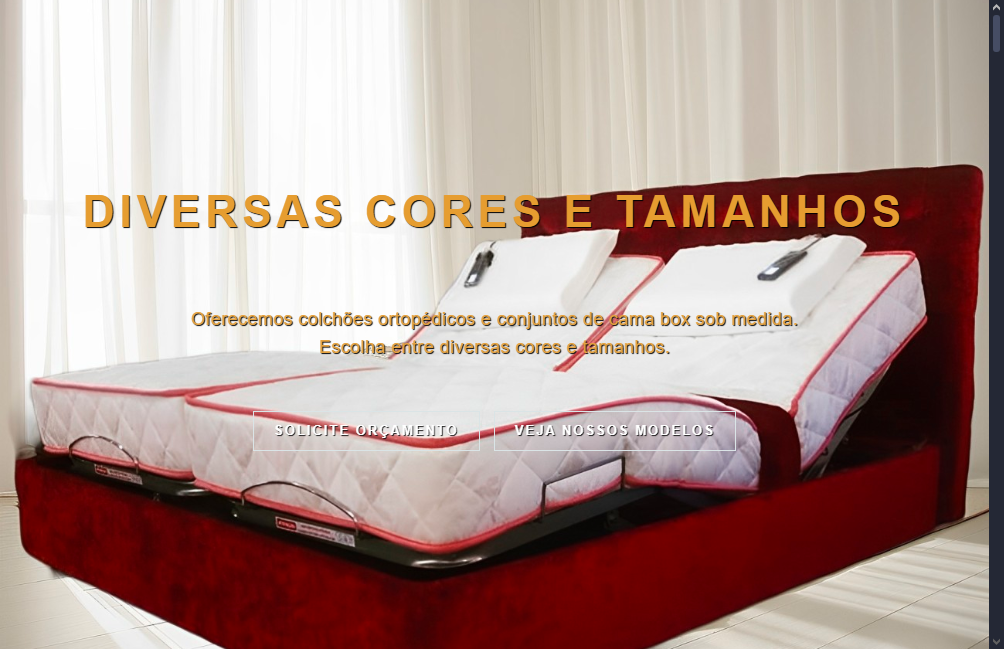 DIVERSAS CORES E TAMANHOS
Oferecemos colchões ortopédicos e conjuntos de cama box sob medida.
Escolha entre diversas cores e tamanhos.
SOLICITE ORÇAMENTO
VEJA NOSSOS MODELOS